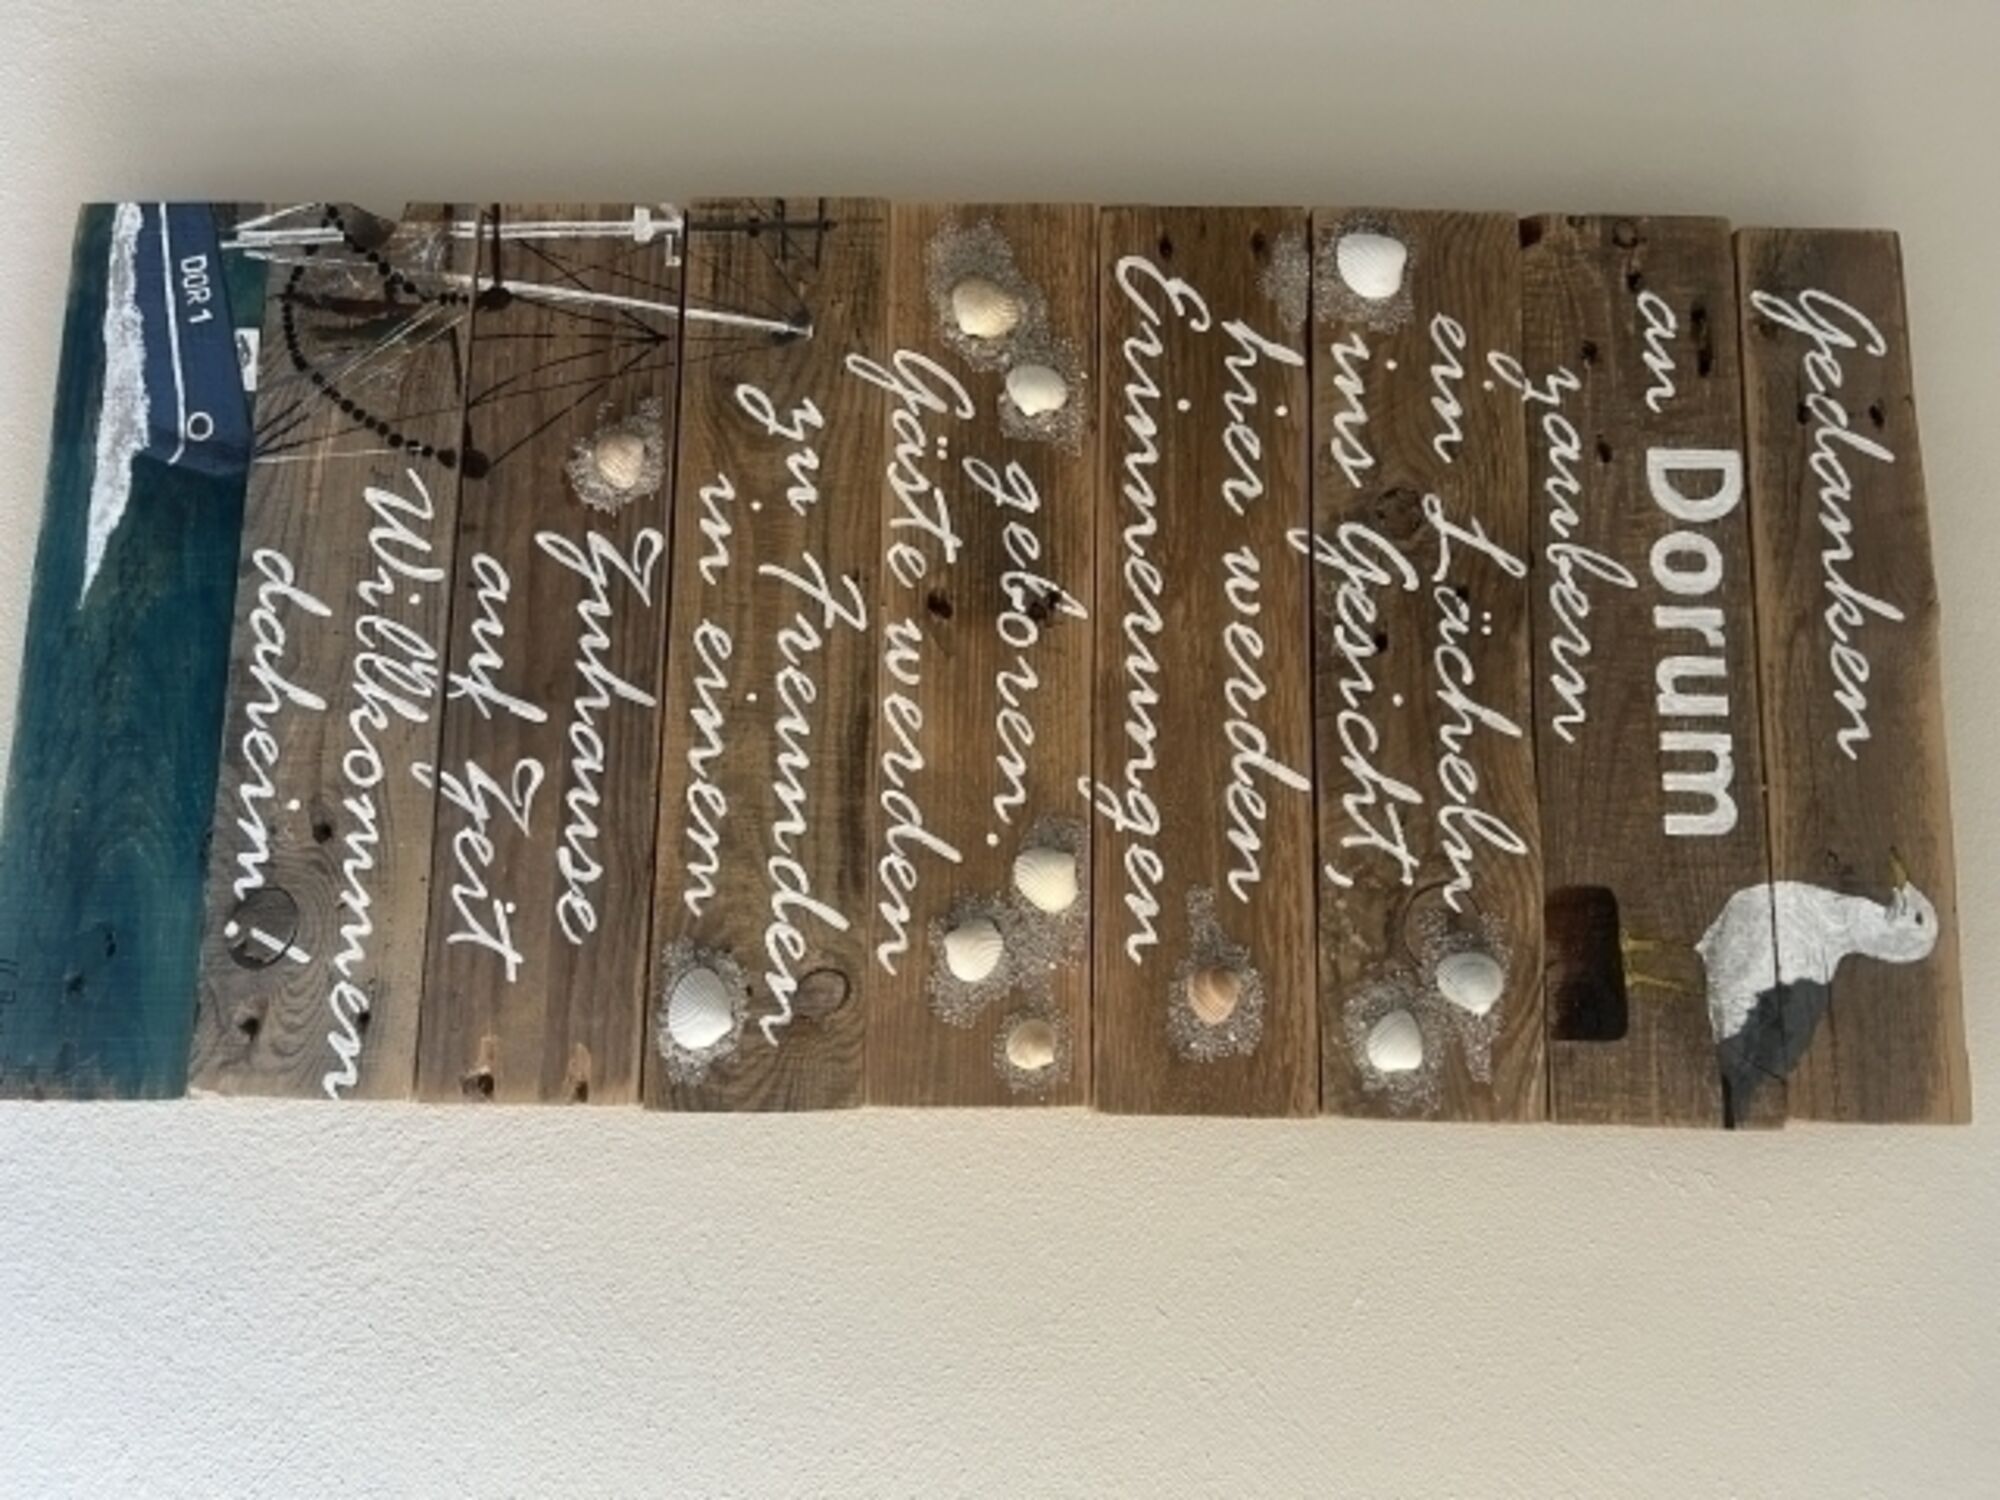 Gedanken
an Dorum
zaubern
ein Lächeln
ins Gesicht,
hier werden
Erinnerungen
geboren.
Gäste werden
zu Fremden
in einem
Zuhause
auf Zeit
Willkommen
daheim!
DOR 1